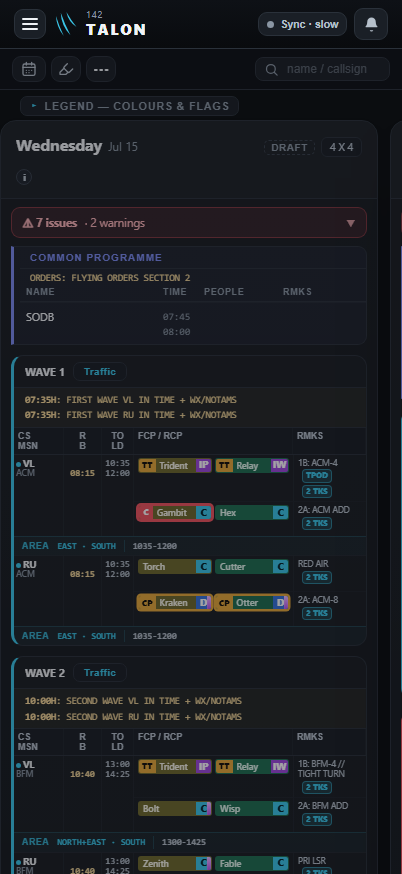 142
TALON
Sync · slow
name / callsign
LEGEND — COLOURS & FLAGS
Wednesday Jul 15
DRAFT
4X4
i
7 issues · 2 warnings
COMMON PROGRAMME
ORDERS: FLYING ORDERS SECTION 2
NAME TIME PEOPLE RMKS
SODB 07:45
08:00
WAVE 1 Traffic
07:35H: FIRST WAVE VL IN TIME + WX/NOTAMS
07:35H: FIRST WAVE RU IN TIME + WX/NOTAMS
CS R TO FCP / RCP RMKS
MSN B LD
VL 08:15 10:35 TT Trident IP TT Relay IW 1B: ACM-4
ACM 12:00 TPOD
2 TKS
C Gambit C Hex C 2A: ACM ADD
2 TKS
AREA EAST · SOUTH 1035-1200
RU 08:15 10:35 Torch C Cutter C RED AIR
ACM 12:00 2 TKS
CP Kraken D CP Otter D 2A: ACM-8
2 TKS
AREA EAST · SOUTH 1035-1200
WAVE 2 Traffic
10:00H: SECOND WAVE VL IN TIME + WX/NOTAMS
10:00H: SECOND WAVE RU IN TIME + WX/NOTAMS
CS R TO FCP / RCP RMKS
MSN B LD
VL 10:40 13:00 TT Trident IP TT Relay IW 1B: BFM-4 //
BFM 14:25 TIGHT TURN
2 TKS
Bolt C Wisp C 2A: BFM ADD
2 TKS
AREA NORTH+EAST · SOUTH 1300-1425
RU 10:40 13:00 Zenith C Fable C PRI LSR
BFM 14:25 2 TKS